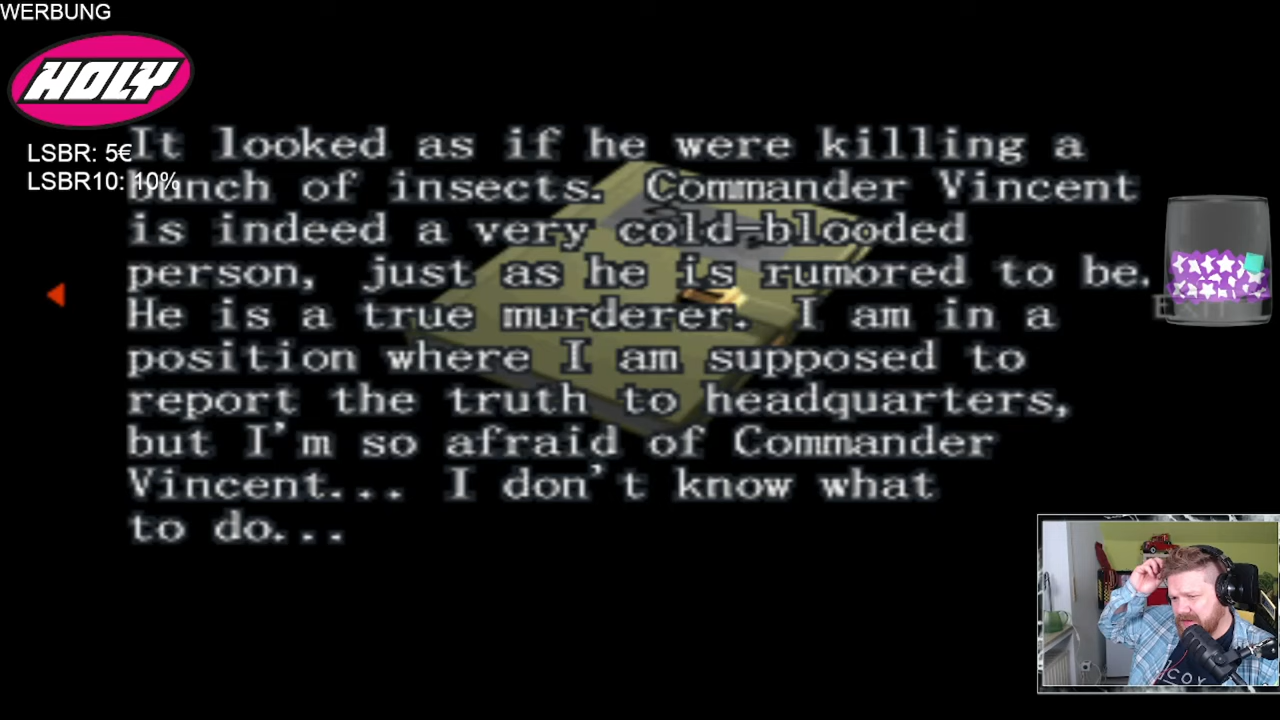 WERBUNG
HOLY
LSBR: 5€
LSBR10: 10%
It looked as if he were killing a
bunch of insects. Commander Vincent
is indeed a very cold-blooded
person, just as he is rumored to be.
He is a true murderer. I am in a
position where I am supposed to
report the truth to headquarters,
but I'm so afraid of Commander
Vincent... I don't know what
to do...
EXIT
COY